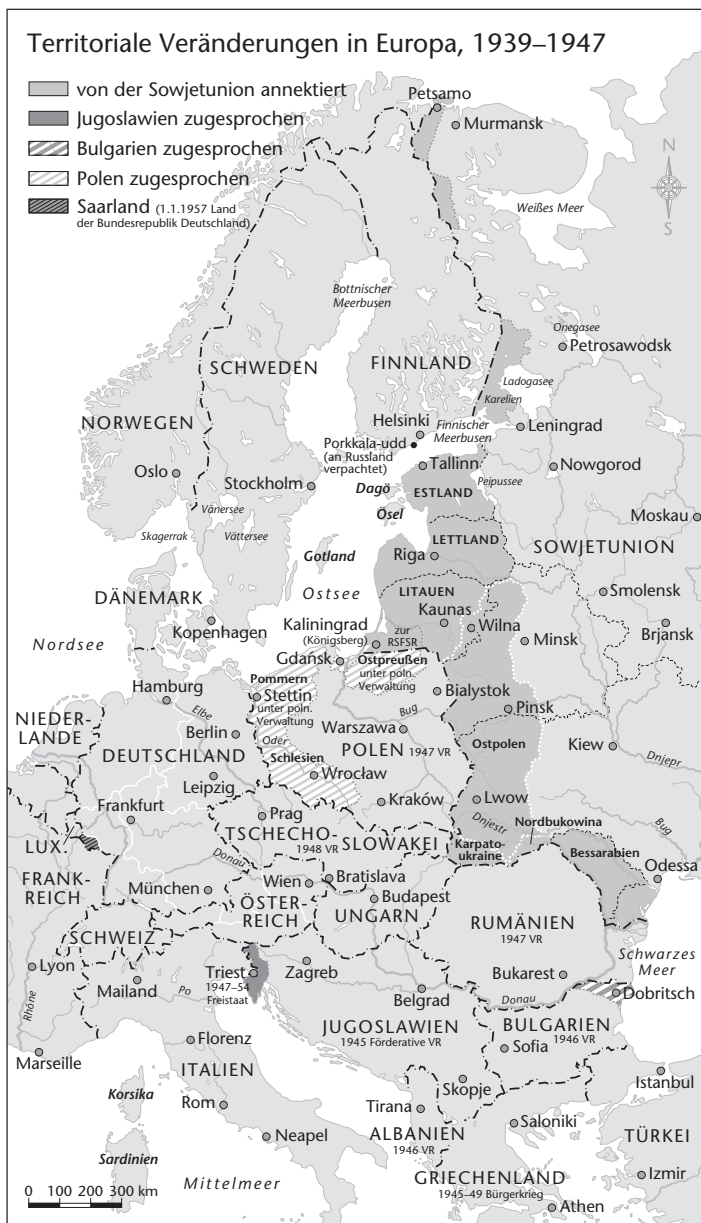 Territoriale Veränderungen in Europa, 1939–1947
von der Sowjetunion annektiert
Jugoslawien zugesprochen
Bulgarien zugesprochen
Polen zugesprochen
Saarland (1.1.1957 Land
der Bundesrepublik Deutschland)
Petsamo
Murmansk
N
S
Weißes Meer
Bottnischer
Meerbusen
Onegasee
Petrosawodsk
SCHWEDEN
FINNLAND
Ladogasee
Karelien
NORWEGEN
Helsinki
Finnischer
Meerbusen
Leningrad
Porkkala-udd
(an Russland
verpachtet)
Oslo
Stockholm
Tallinn
Nowgorod
Dagö
ESTLAND
Peipussee
Vänersee
Ösel
Moskau
Skagerrak
Vättersee
LETTLAND
SOWJETUNION
Gotland
Riga
Ostsee
LITAUEN
Smolensk
DÄNEMARK
Kaunas
Kaliningrad
(Königsberg)
zur
RSFSR
Wilna
Minsk
Brjansk
Kopenhagen
Nordsee
Gdańsk
Ostpreußen
unter poln.
Verwaltung
Pommern
Stettin
unter poln.
Verwaltung
Hamburg
Bialystok
Pinsk
NIEDER-
LANDE
Elbe
Bug
Berlin
Oder
Warszawa
POLEN 1947 VR
Ostpolen
Kiew
DEUTSCHLAND
Schlesien
Dnjepr
Leipzig
Wrocław
Frankfurt
Kraków
Lwow
Prag
Nordbukowina
Bug
LUX.
TSCHECHO-
1948 VR
SLOWAKEI
Dnjestr
Karpato-
ukraine
Bessarabien
Donau
FRANK-
REICH
Odessa
München
Wien
Bratislava
ÖSTER-
REICH
Budapest
UNGARN
RUMÄNIEN
1947 VR
SCHWEIZ
Schwarzes
Meer
Lyon
Triest
1947–54
Freistaat
Zagreb
Mailand
Bukarest
Po
Rhône
Belgrad
Donau
Dobritsch
JUGOSLAWIEN
1945 Förderative VR
BULGARIEN
1946 VR
Florenz
Sofia
Marseille
ITALIEN
Istanbul
Korsika
Skopje
Rom
Tirana
Saloniki
ALBANIEN
1946 VR
TÜRKEI
Neapel
Sardinien
GRIECHENLAND
1945–49 Bürgerkrieg
Izmir
Mittelmeer
Athen
0 100 200 300 km